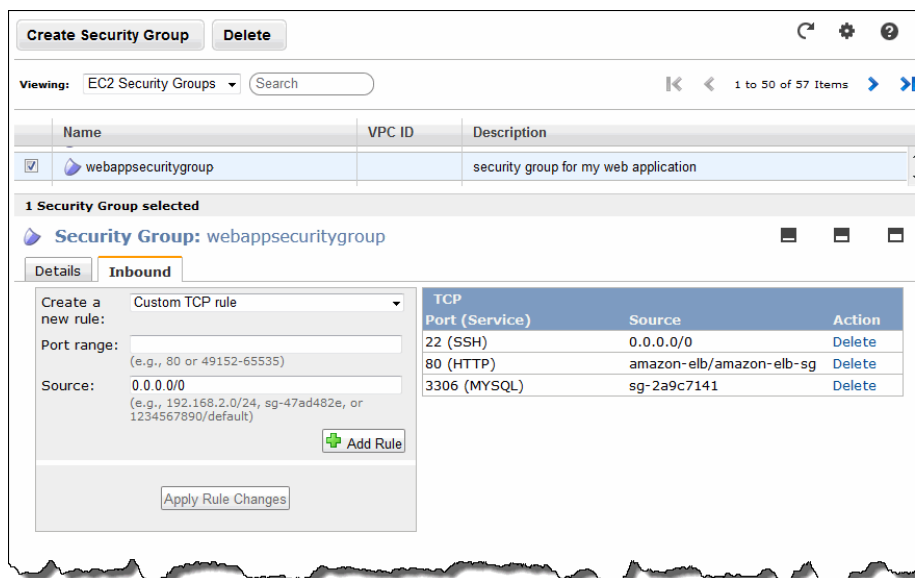 Create Security Group Delete
Viewing: EC2 Security Groups Search 1 to 50 of 57 Items
Name VPC ID Description
webappsecuritygroup security group for my web application
1 Security Group selected
Security Group: webappsecuritygroup
Details Inbound
Create a new rule: Custom TCP rule
Port range:
(e.g., 80 or 49152-65535)
Source: 0.0.0.0/0
(e.g., 192.168.2.0/24, sg-47ad482e, or
1234567890/default)
Add Rule
Apply Rule Changes
TCP
Port (Service) Source Action
22 (SSH) 0.0.0.0/0 Delete
80 (HTTP) amazon-elb/amazon-elb-sg Delete
3306 (MYSQL) sg-2a9c7141 Delete